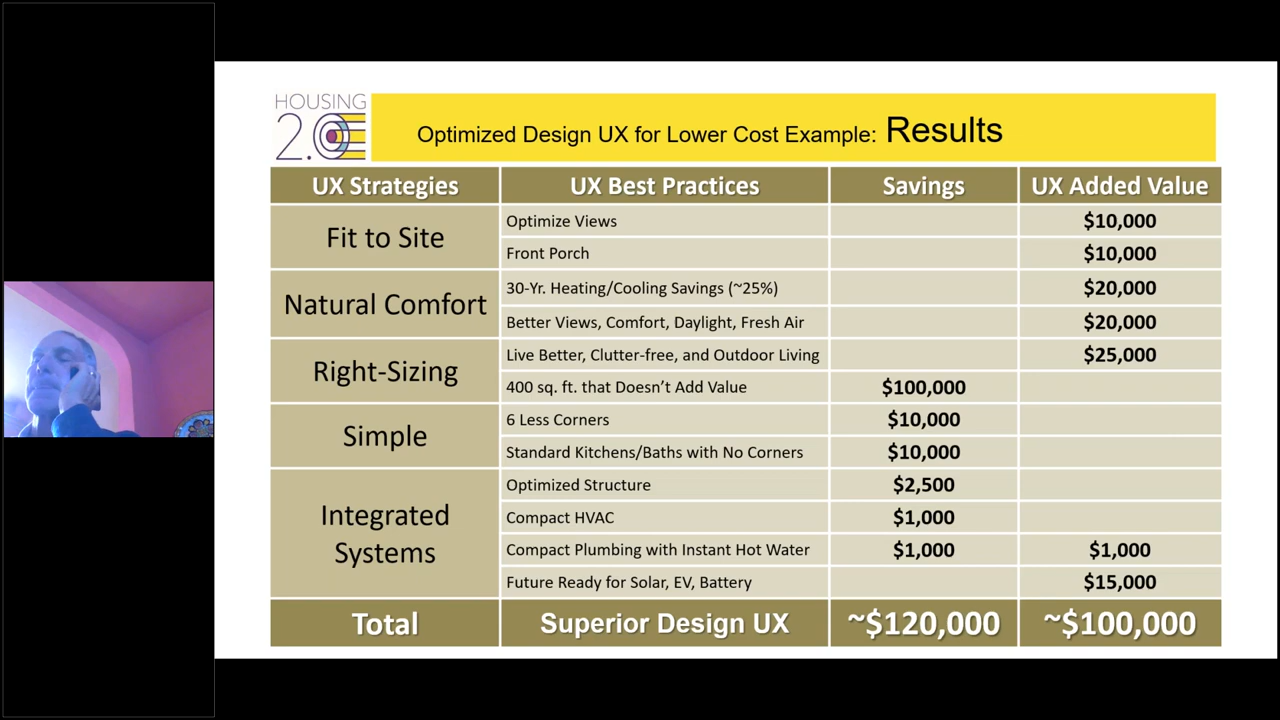 HOUSING
2.0
Optimized Design UX for Lower Cost Example: Results
UX Strategies UX Best Practices Savings UX Added Value
Fit to Site
Optimize Views $10,000
Front Porch $10,000
Natural Comfort
30-Yr. Heating/Cooling Savings (~25%) $20,000
Better Views, Comfort, Daylight, Fresh Air $20,000
Right-Sizing
Live Better, Clutter-free, and Outdoor Living $25,000
400 sq. ft. that Doesn't Add Value $100,000
Simple
6 Less Corners $10,000
Standard Kitchens/Baths with No Corners $10,000
Integrated
Systems
Optimized Structure $2,500
Compact HVAC $1,000
Compact Plumbing with Instant Hot Water $1,000 $1,000
Future Ready for Solar, EV, Battery $15,000
Total Superior Design UX ~$120,000 ~$100,000